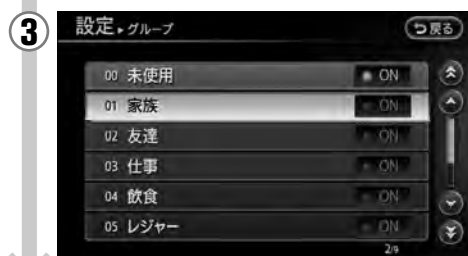 ③
設定▸グループ
戻る
00 未使用 ON
01 家族 ON
02 友達 ON
03 仕事 ON
04 飲食 ON
05 レジャー ON
2/9